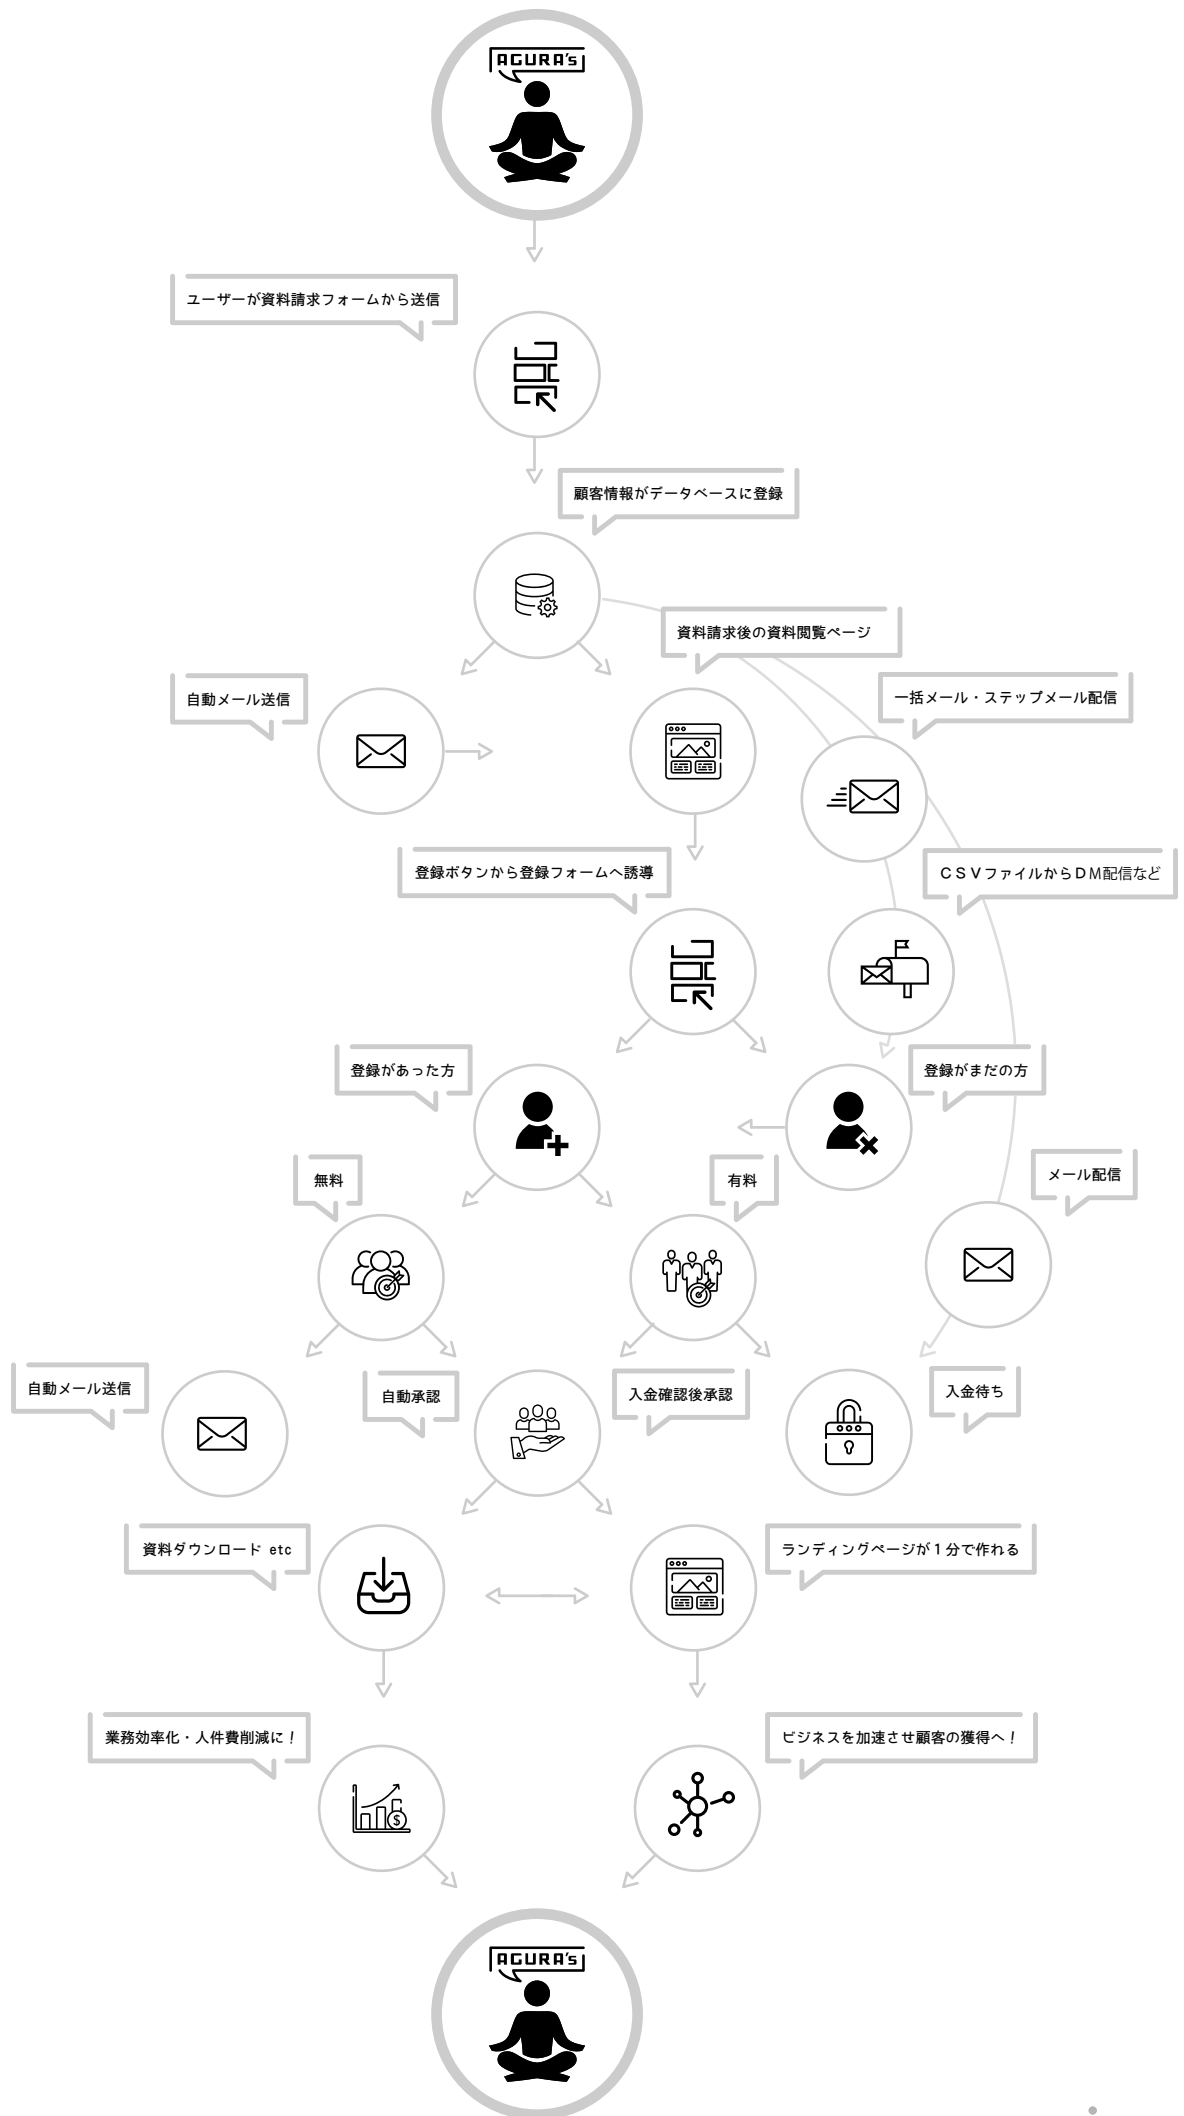 AGURA's
ユーザーが資料請求フォームから送信
顧客情報がデータベースに登録
資料請求後の資料閲覧ページ
自動メール送信
一括メール・ステップメール配信
登録ボタンから登録フォームへ誘導
ＣＳＶファイルからＤＭ配信など
登録があった方
登録がまだの方
無料
有料
メール配信
自動メール送信
自動承認
入金確認後承認
入金待ち
資料ダウンロード etc
ランディングページが１分で作れる
業務効率化・人件費削減に！
ビジネスを加速させ顧客の獲得へ！
AGURA's